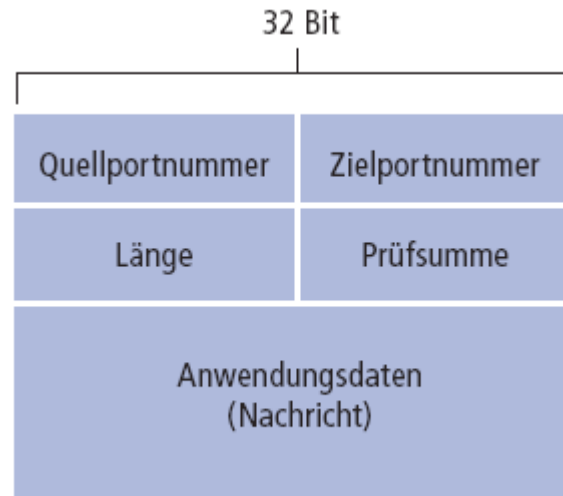 32 Bit
Quellportnummer
Zielportnummer
Länge
Prüfsumme
Anwendungsdaten
(Nachricht)